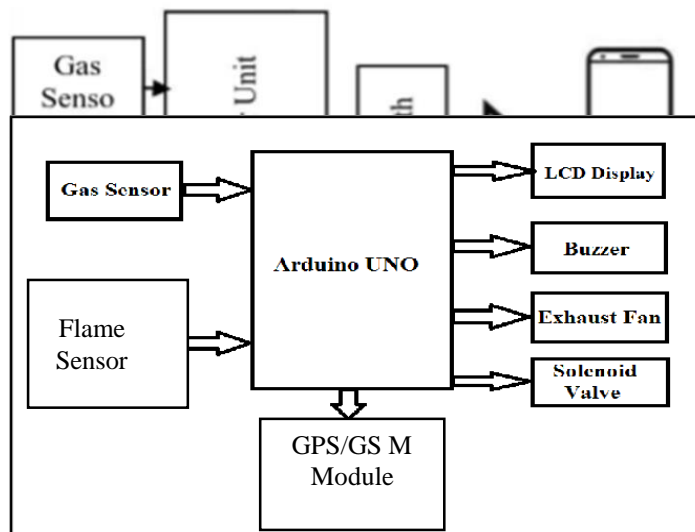 Gas
Senso
Unit
Gas Sensor
Flame
Sensor
Arduino UNO
LCD Display
Buzzer
Exhaust Fan
Solenoid
Valve
GPS/GS M
Module